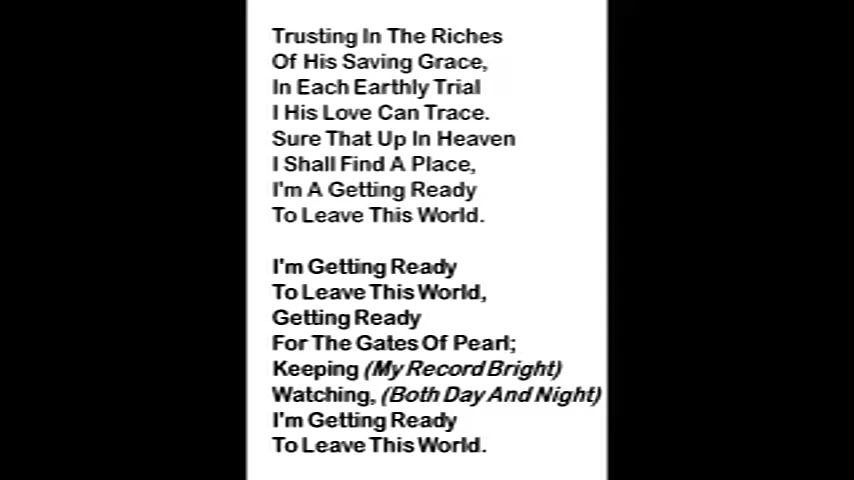 Trusting In The Riches
Of His Saving Grace,
In Each Earthly Trial
I His Love Can Trace.
Sure That Up In Heaven
I Shall Find A Place,
I'm A Getting Ready
To Leave This World.

I'm Getting Ready
To Leave This World,
Getting Ready
For The Gates Of Pearl;
Keeping (My Record Bright)
Watching, (Both Day And Night)
I'm Getting Ready
To Leave This World.